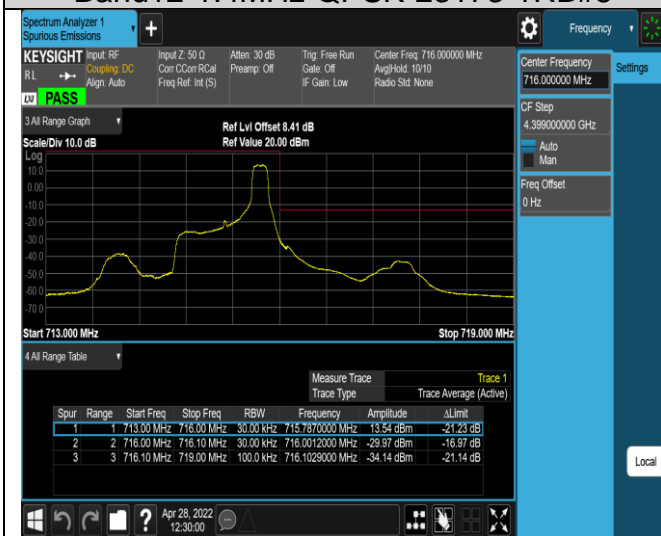 Band12-1.4MHz-QPSK-23173-1RB#5
Spectrum Analyzer 1
Spurious Emissions
Frequency
KEYSIGHT
Input: RF
Coupling: DC
Align: Auto
Input Z: 50 Ω
Corr CCorr RCal
Freq Ref: Int (S)
Atten: 30 dB
Preamp: Off
Trig: Free Run
Gate: Off
IF Gain: Low
Center Freq: 716.000000 MHz
Avg|Hold: 10/10
Radio Std: None
R L
LXI PASS
Center Frequency
716.000000 MHz
Settings
CF Step
4.399000000 GHz
Auto
Man
Freq Offset
0 Hz
3 All Range Graph
Ref Lvl Offset 8.41 dB
Scale/Div 10.0 dB
Ref Value 20.00 dBm
Log
10.0
0.00
-10.0
-20.0
-30.0
-40.0
-50.0
-60.0
-70.0
Start 713.000 MHz
Stop 719.000 MHz
4 All Range Table
Measure Trace Trace 1
Trace Type Trace Average (Active)
Spur Range Start Freq Stop Freq RBW Frequency Amplitude ΔLimit
1 1 713.00 MHz 716.00 MHz 30.00 kHz 715.7870000 MHz 13.54 dBm -21.23 dB
2 2 716.00 MHz 716.10 MHz 30.00 kHz 716.0012000 MHz -29.97 dBm -16.97 dB
3 3 716.10 MHz 719.00 MHz 100.0 kHz 716.1029000 MHz -34.14 dBm -21.14 dB
Local
Apr 28, 2022
12:30:00